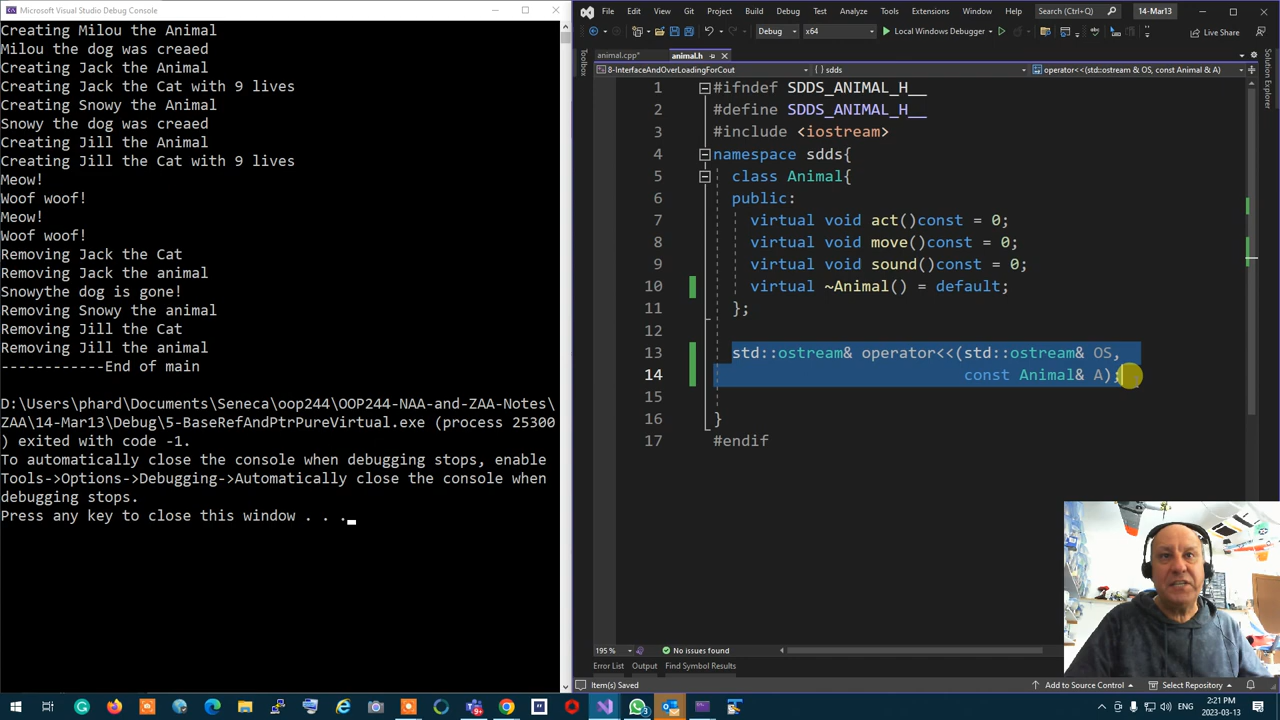 Microsoft Visual Studio Debug Console
Creating Milou the Animal
Milou the dog was creaed
Creating Jack the Animal
Creating Jack the Cat with 9 lives
Creating Snowy the Animal
Snowy the dog was creaed
Creating Jill the Animal
Creating Jill the Cat with 9 lives
Meow!
Woof woof!
Meow!
Woof woof!
Removing Jack the Cat
Removing Jack the animal
Snowythe dog is gone!
Removing Snowy the animal
Removing Jill the Cat
Removing Jill the animal
------------End of main
D:\Users\phard\Documents\Seneca\oop244\OOP244-NAA-and-ZAA-Notes\
ZAA\14-Mar13\Debug\5-BaseRefAndPtrPureVirtual.exe (process 25300
) exited with code -1.
To automatically close the console when debugging stops, enable
Tools->Options->Debugging->Automatically close the console when
debugging stops.
Press any key to close this window . . .
File Edit View Git Project Build Debug Test Analyze Tools Extensions Window Help Search (Ctrl+Q) 14-Mar13
Debug x64 Local Windows Debugger Live Share
Toolbox
animal.cpp* animal.h
8-InterfaceAndOverLoadingForCout sdds operator<<(std::ostream & OS, const Animal & A)
Solution Explorer
1 #ifndef SDDS_ANIMAL_H__
2 #define SDDS_ANIMAL_H__
3 #include <iostream>
4 namespace sdds{
5 class Animal{
6 public:
7 virtual void act()const = 0;
8 virtual void move()const = 0;
9 virtual void sound()const = 0;
10 virtual ~Animal() = default;
11 };
12
13 std::ostream& operator<<(std::ostream& OS,
14 const Animal& A);
15
16 }
17 #endif
195 % No issues found
Error List Output Find Symbol Results
Item(s) Saved Add to Source Control Select Repository
2:21 PM
2023-03-13